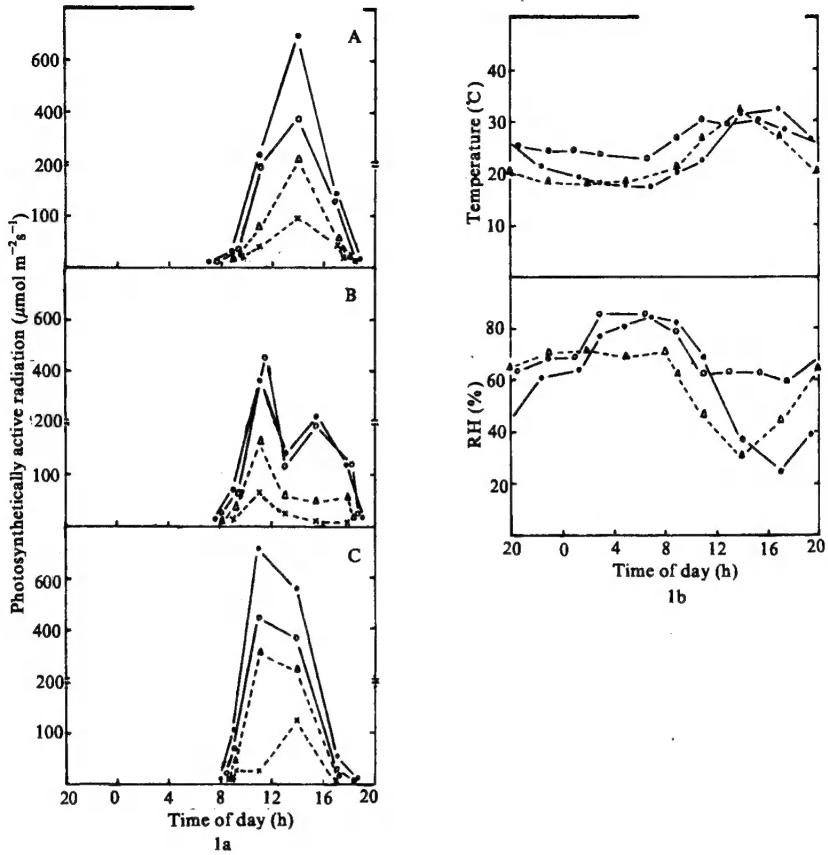 A
600
400
200
100
B
600
400
200
100
C
600
400
200
100
20 0 4 8 12 16 20
Time of day (h)
1a
Photosynthetically active radiation (μmol m⁻²s⁻¹)
40
30
20
10
Temperature (℃)
80
60
40
20
RH (%)
20 0 4 8 12 16 20
Time of day (h)
1b